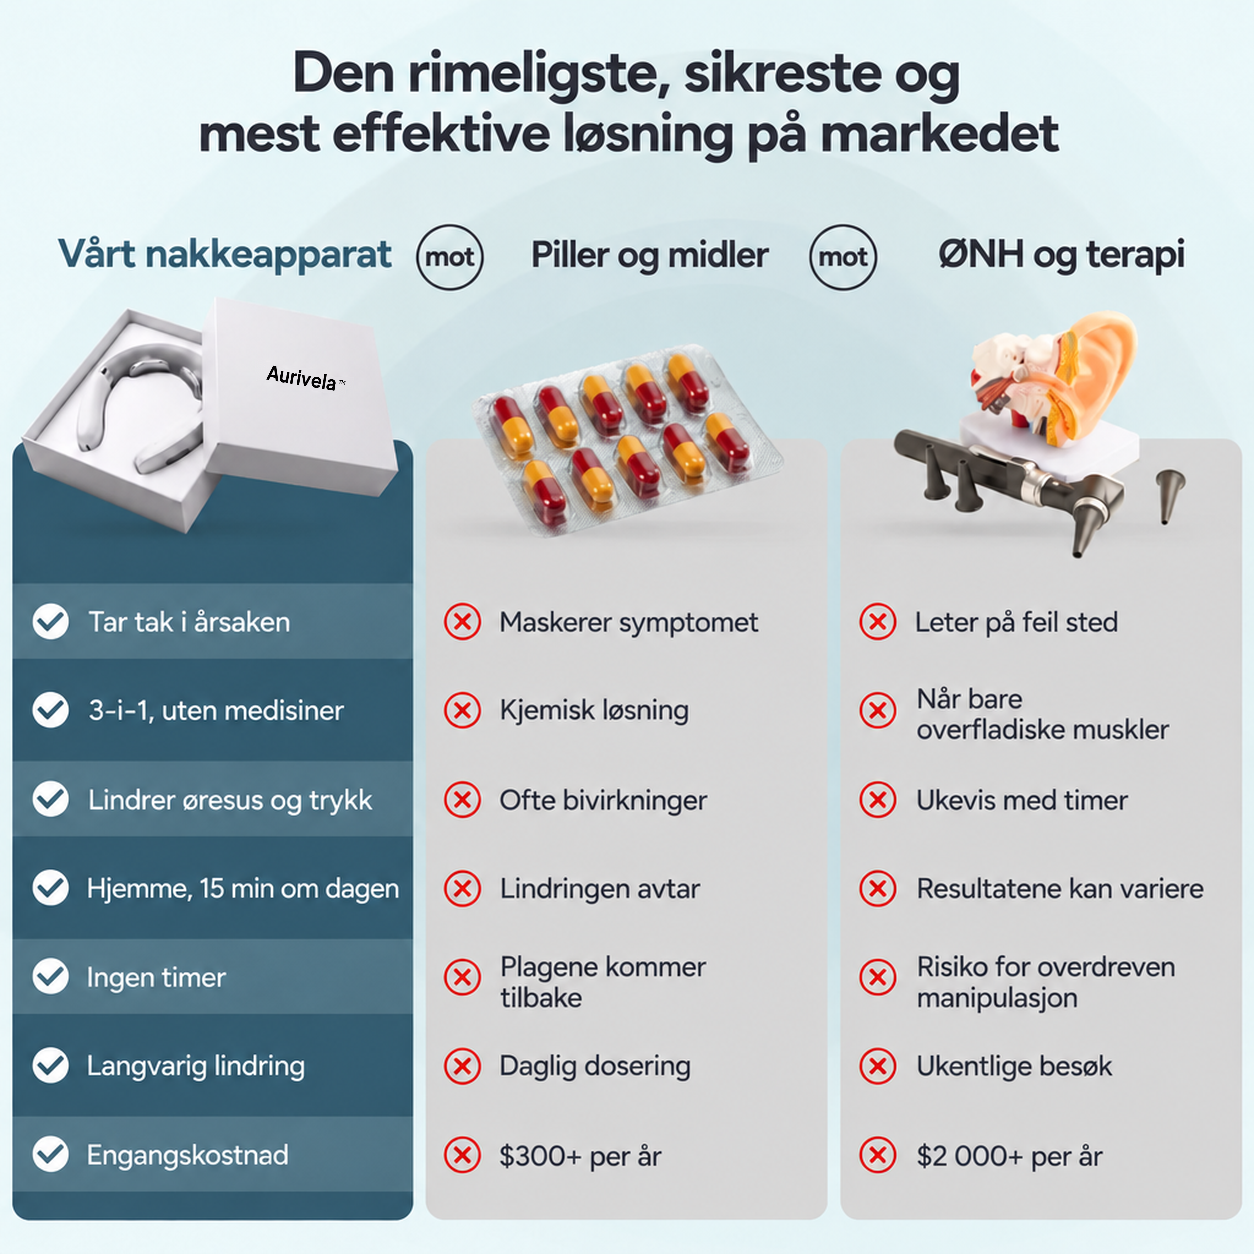 Den rimeligste, sikreste og
mest effektive løsning på markedet
Vårt nakkeapparat
mot
Piller og midler
mot
ØNH og terapi
Aurivela™
Tar tak i årsaken
3-i-1, uten medisiner
Lindrer øresus og trykk
Hjemme, 15 min om dagen
Ingen timer
Langvarig lindring
Engangskostnad
Maskerer symptomet
Kjemisk løsning
Ofte bivirkninger
Lindringen avtar
Plagene kommer
tilbake
Daglig dosering
$300+ per år
Leter på feil sted
Når bare
overfladiske muskler
Ukevis med timer
Resultatene kan variere
Risiko for overdreven
manipulasjon
Ukentlige besøk
$2 000+ per år